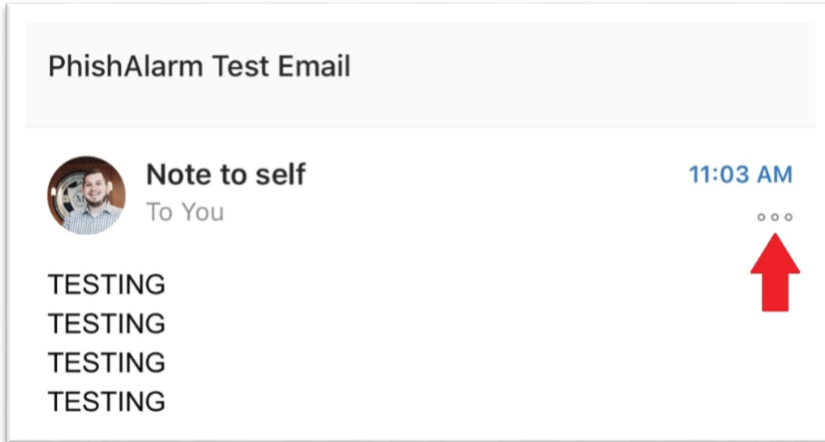 PhishAlarm Test Email
Note to self
11:03 AM
To You
TESTING
TESTING
TESTING
TESTING